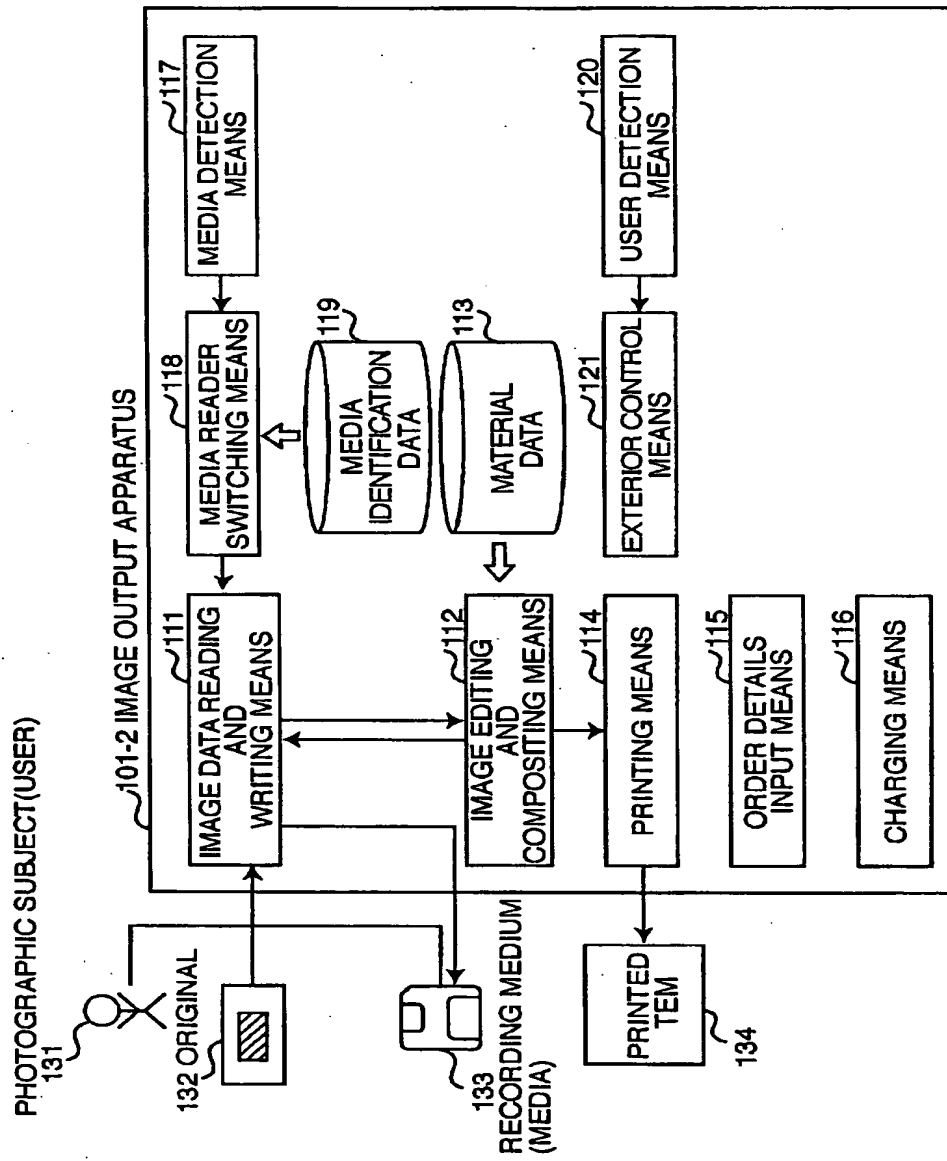 PHOTOGRAPHIC SUBJECT(USER)
131
132 ORIGINAL
133
RECORDING MEDIUM
(MEDIA)
PRINTED
TEM
134
101-2 IMAGE OUTPUT APPARATUS
111
IMAGE DATA READING
AND
WRITING MEANS
112
IMAGE EDITING
AND
COMPOSITING MEANS
114
PRINTING MEANS
115
ORDER DETAILS
INPUT MEANS
116
CHARGING MEANS
118
MEDIA READER
SWITCHING MEANS
119
MEDIA
IDENTIFICATION
DATA
113
MATERIAL
DATA
121
EXTERIOR CONTROL
MEANS
117
MEDIA DETECTION
MEANS
120
USER DETECTION
MEANS